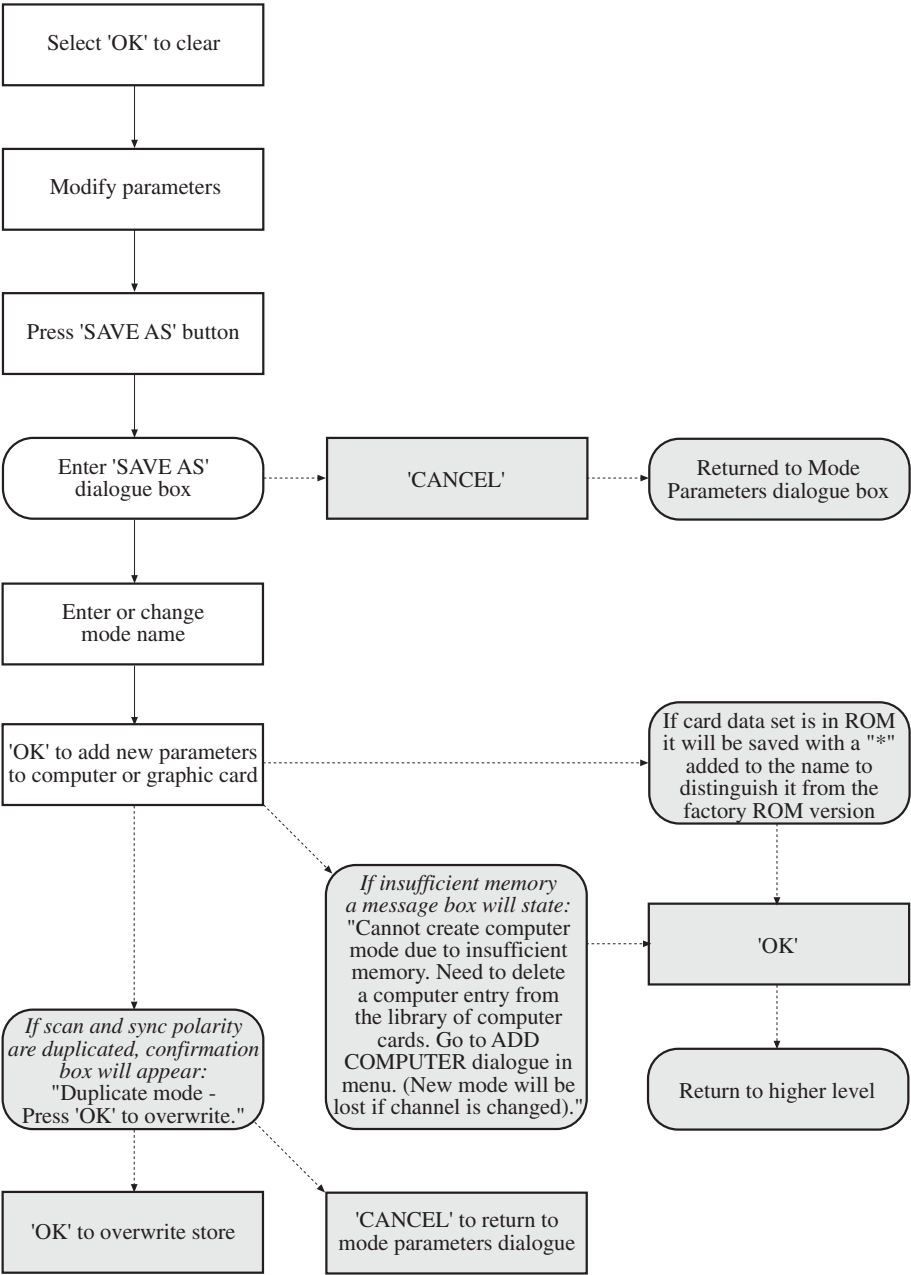 Select 'OK' to clear
Modify parameters
Press 'SAVE AS' button
Enter 'SAVE AS'
dialogue box
'CANCEL'
Returned to Mode
Parameters dialogue box
Enter or change
mode name
'OK' to add new parameters
to computer or graphic card
If card data set is in ROM
it will be saved with a "*"
added to the name to
distinguish it from the
factory ROM version
If insufficient memory
a message box will state:
"Cannot create computer
mode due to insufficient
memory. Need to delete
a computer entry from
the library of computer
cards. Go to ADD
COMPUTER dialogue in
menu. (New mode will be
lost if channel is changed)."
'OK'
Return to higher level
If scan and sync polarity
are duplicated, confirmation
box will appear:
"Duplicate mode -
Press 'OK' to overwrite."
'OK' to overwrite store
'CANCEL' to return to
mode parameters dialogue